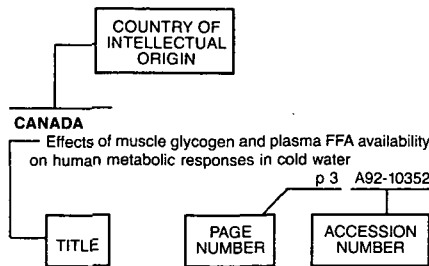 COUNTRY OF
INTELLECTUAL
ORIGIN
CANADA
Effects of muscle glycogen and plasma FFA availability
on human metabolic responses in cold water
p 3 A92-10352
TITLE
PAGE
NUMBER
ACCESSION
NUMBER